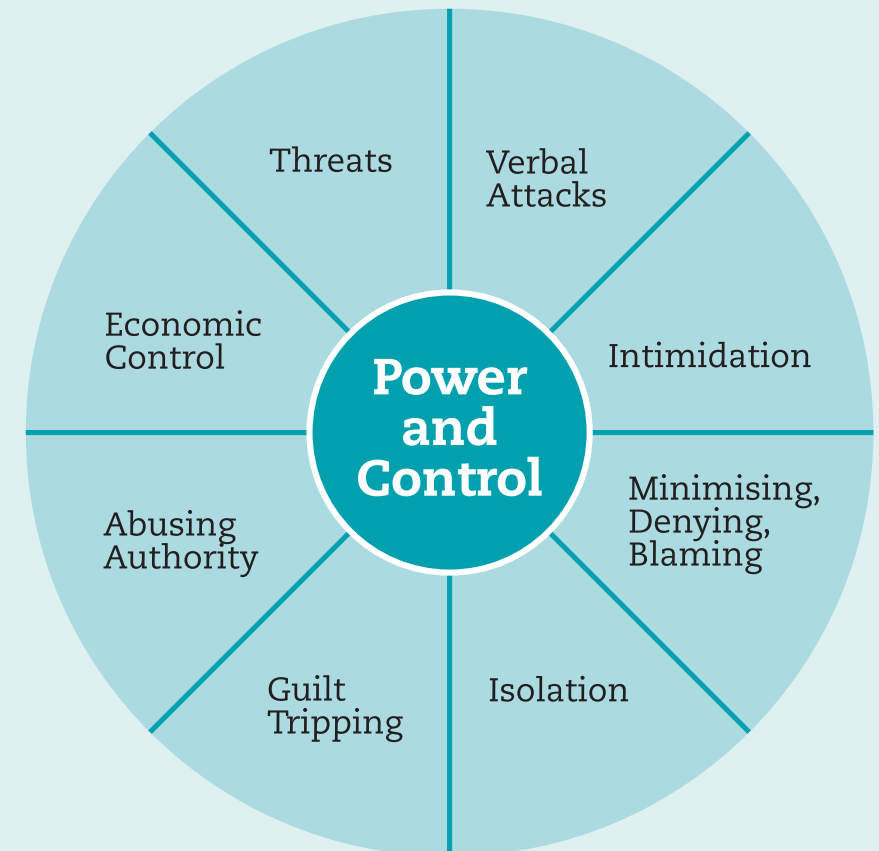 Threats
Verbal
Attacks
Economic
Control
Intimidation
Power
and
Control
Abusing
Authority
Minimising,
Denying,
Blaming
Guilt
Tripping
Isolation